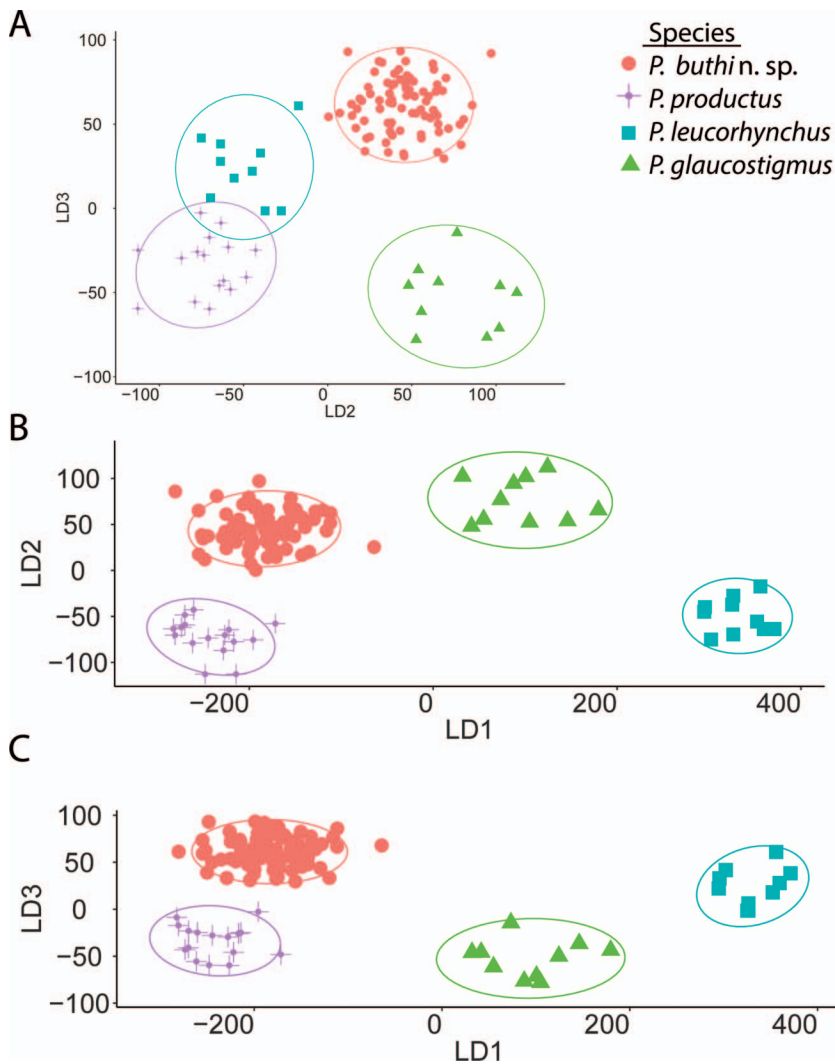 A
Species
P. buthi n. sp.
P. productus
P. leucorhynchus
P. glaucostigmus
100
50
0
−50
−100
LD3
−100 −50 0 50 100
LD2
B
100
50
0
−50
−100
LD2
−200 0 200 400
LD1
C
100
50
0
−50
−100
LD3
−200 0 200 400
LD1